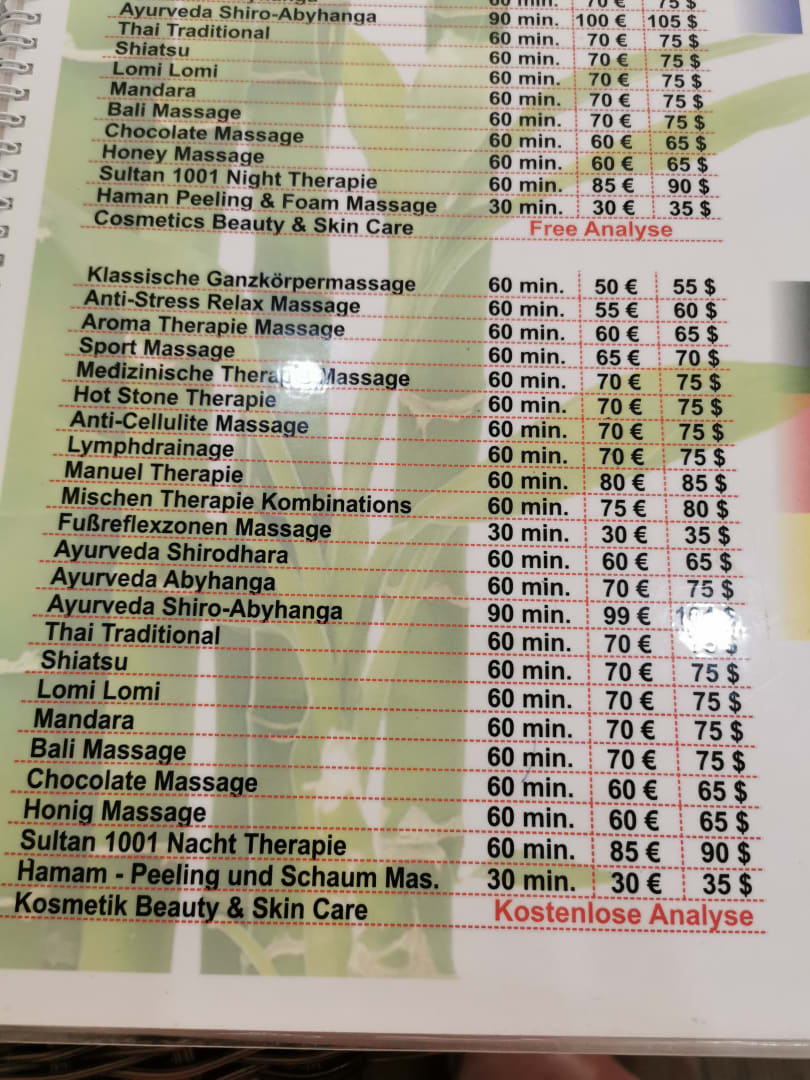 Ayurveda Shiro-Abyhanga 90 min. 100 € 105 $
Thai Traditional 60 min. 70 € 75 $
Shiatsu 60 min. 70 € 75 $
Lomi Lomi 60 min. 70 € 75 $
Mandara 60 min. 70 € 75 $
Bali Massage 60 min. 70 € 75 $
Chocolate Massage 60 min. 60 € 65 $
Honey Massage 60 min. 60 € 65 $
Sultan 1001 Night Therapie 60 min. 85 € 90 $
Haman Peeling & Foam Massage 30 min. 30 € 35 $
Cosmetics Beauty & Skin Care Free Analyse
Klassische Ganzkörpermassage 60 min. 50 € 55 $
Anti-Stress Relax Massage 60 min. 55 € 60 $
Aroma Therapie Massage 60 min. 60 € 65 $
Sport Massage 60 min. 65 € 70 $
Medizinische Therapie Massage 60 min. 70 € 75 $
Hot Stone Therapie 60 min. 70 € 75 $
Anti-Cellulite Massage 60 min. 70 € 75 $
Lymphdrainage 60 min. 70 € 75 $
Manuel Therapie 60 min. 80 € 85 $
Mischen Therapie Kombinations 60 min. 75 € 80 $
Fußreflexzonen Massage 30 min. 30 € 35 $
Ayurveda Shirodhara 60 min. 60 € 65 $
Ayurveda Abyhanga 60 min. 70 € 75 $
Ayurveda Shiro-Abyhanga 90 min. 99 €
Thai Traditional 60 min. 70 €
Shiatsu 60 min. 70 € 75 $
Lomi Lomi 60 min. 70 € 75 $
Mandara 60 min. 70 € 75 $
Bali Massage 60 min. 70 € 75 $
Chocolate Massage 60 min. 60 € 65 $
Honig Massage 60 min. 60 € 65 $
Sultan 1001 Nacht Therapie 60 min. 85 € 90 $
Hamam - Peeling und Schaum Mas. 30 min. 30 € 35 $
Kosmetik Beauty & Skin Care Kostenlose Analyse